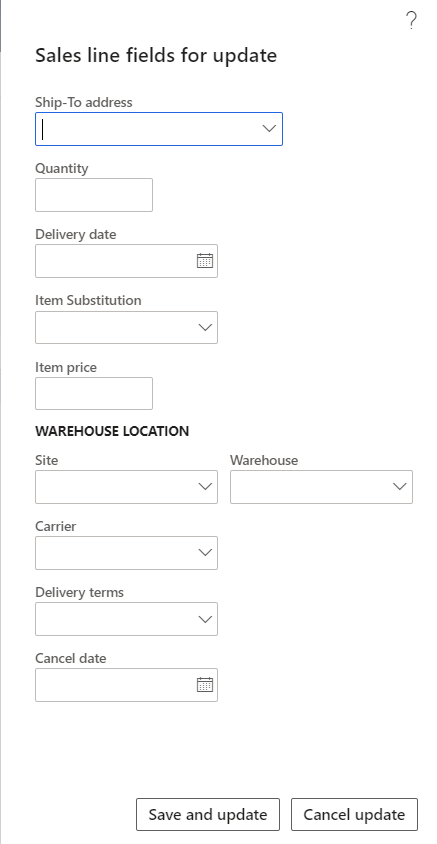 ?
Sales line fields for update
Ship-To address
Quantity
Delivery date
Item Substitution
Item price
WAREHOUSE LOCATION
Site Warehouse
Carrier
Delivery terms
Cancel date
Save and update Cancel update